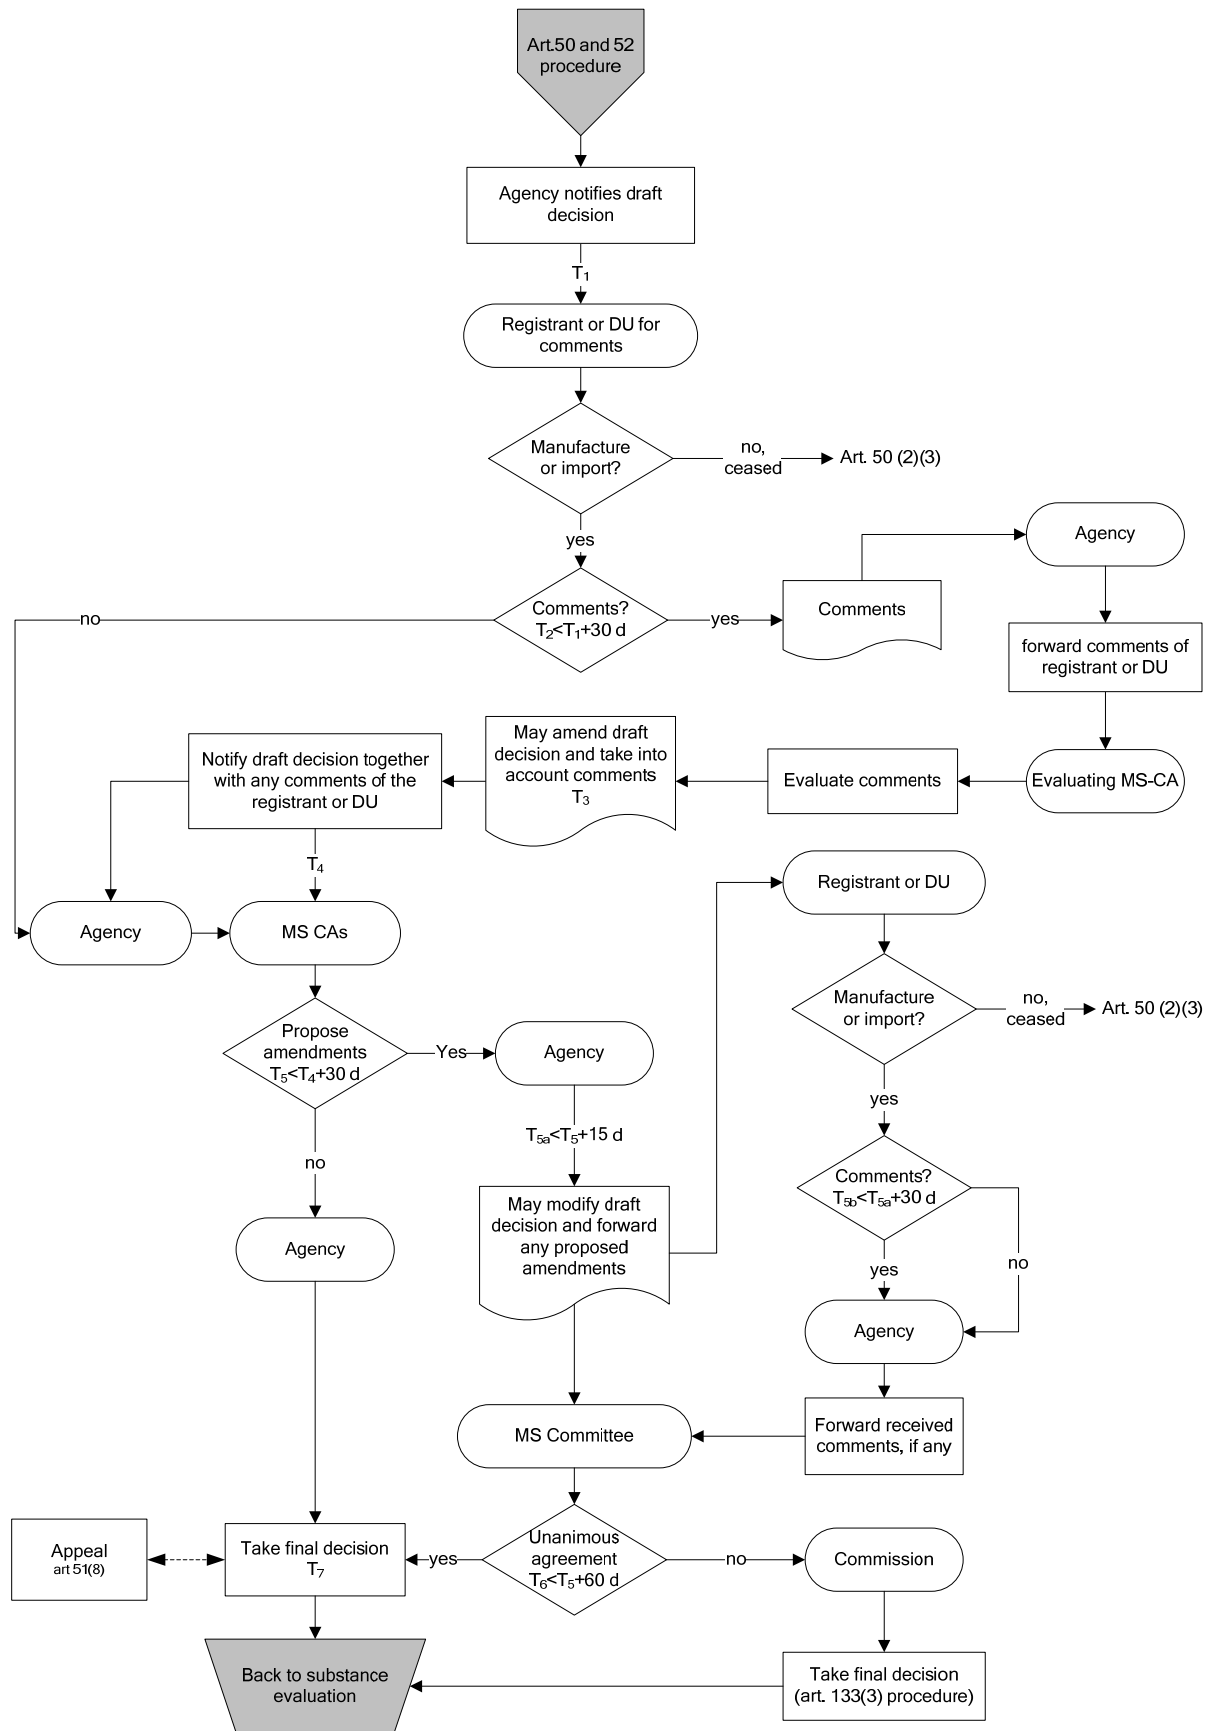 Art.50 and 52
procedure
Agency notifies draft
decision
T1
Registrant or DU for
comments
Manufacture
or import?
no,
ceased
Art. 50 (2)(3)
yes
Comments?
T2<T1+30 d
no
yes
Comments
Agency
forward comments of
registrant or DU
Evaluating MS-CA
Evaluate comments
May amend draft
decision and take into
account comments
T3
Notify draft decision together
with any comments of the
registrant or DU
T4
Agency
MS CAs
Propose
amendments
T5<T4+30 d
Yes
Agency
T5a<T5+15 d
May modify draft
decision and forward
any proposed
amendments
no
Agency
Registrant or DU
Manufacture
or import?
no,
ceased
Art. 50 (2)(3)
yes
Comments?
T5b<T5a+30 d
yes
no
Agency
Forward received
comments, if any
MS Committee
Unanimous
agreement
T6<T5+60 d
yes
no
Take final decision
T7
Appeal
art 51(8)
Commission
Take final decision
(art. 133(3) procedure)
Back to substance
evaluation